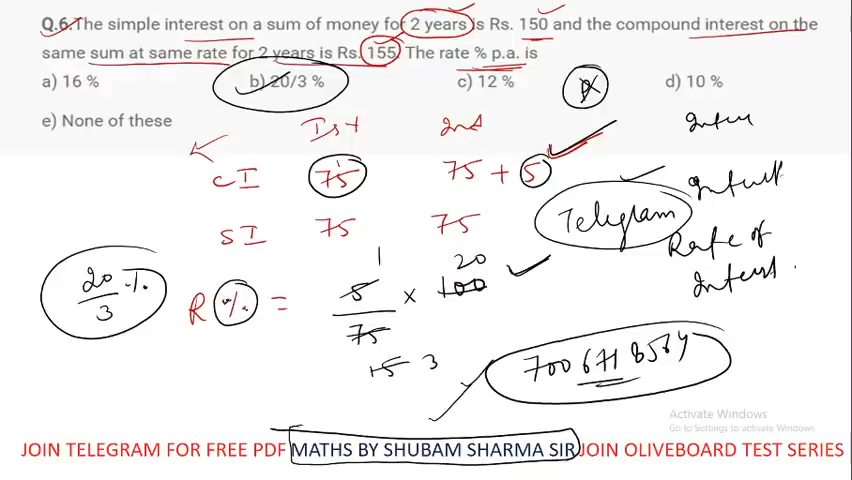 Q.6. The simple interest on a sum of money for 2 years is Rs. 150 and the compound interest on the
same sum at same rate for 2 years is Rs. 155. The rate % p.a. is
a) 16 %    b) 20/3 %    c) 12 %    d) 10 %
e) None of these
Ist    2nd
CI    75    75 + 5
SI    75    75
Telegram
Rate of
Interest
R % = 5/75 × 100
1    20
15  3
20/3 %
7006718564
Activate Windows
Go to Settings to activate Windows.
JOIN TELEGRAM FOR FREE PDF MATHS BY SHUBAM SHARMA SIR JOIN OLIVEBOARD TEST SERIES